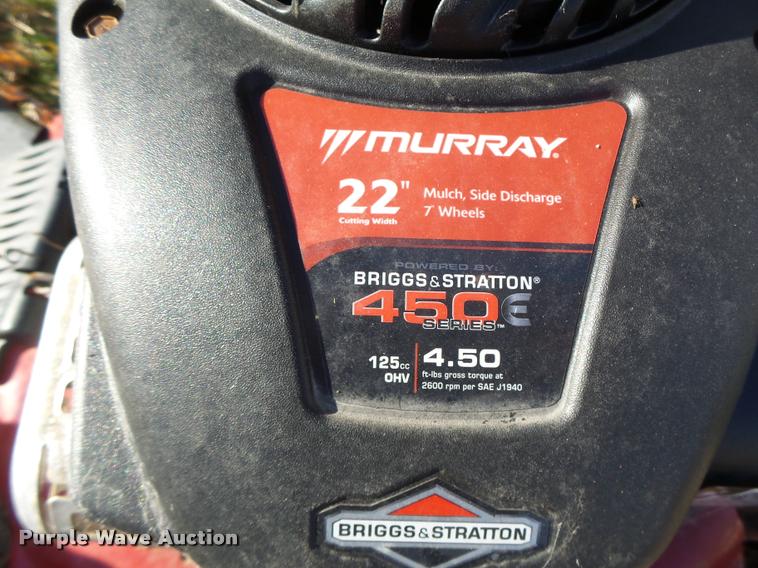 MURRAY
22" Cutting Width
Mulch, Side Discharge
7" Wheels
POWERED BY:
BRIGGS&STRATTON®
450E
SERIES™
125cc
OHV
4.50
ft-lbs gross torque at
2600 rpm per SAE J1940
BRIGGS&STRATTON
Purple Wave Auction